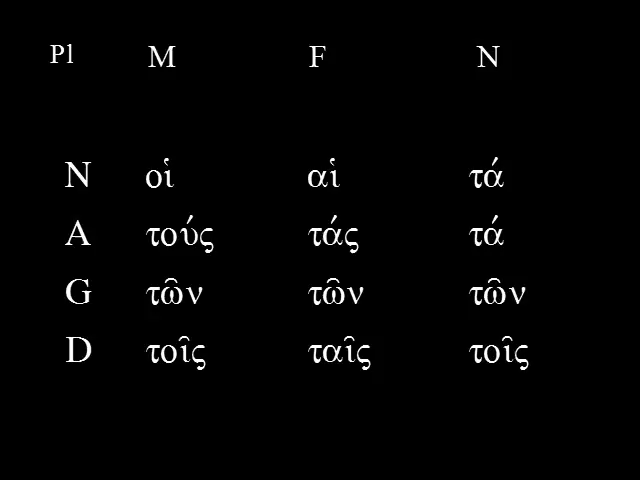 Pl M F N
N οἱ αἱ τά
A τούς τάς τά
G τῶν τῶν τῶν
D τοῖς ταῖς τοῖς